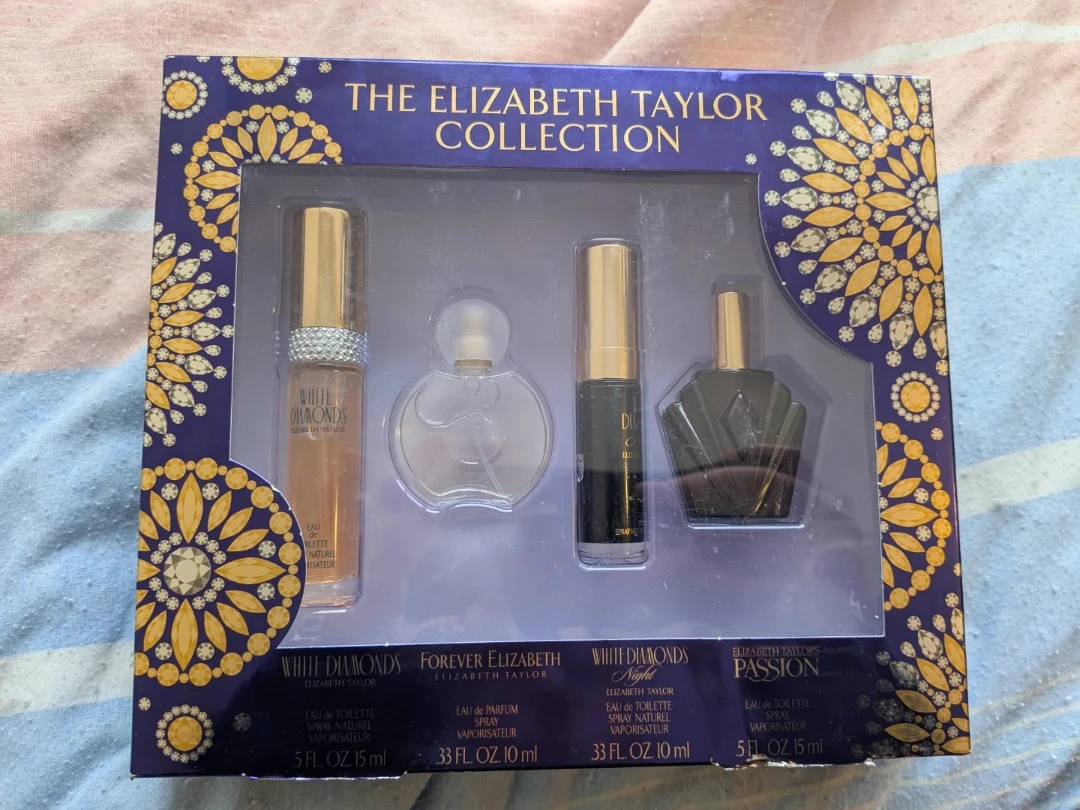 THE ELIZABETH TAYLOR
COLLECTION
WHITE
DIAMONDS
ELIZABETH TAYLOR
EAU
de
NATUREL
SPRAY
WHITE DIAMONDS
ELIZABETH TAYLOR
EAU de TOILETTE
SPRAY NATUREL
VAPORISATEUR
.5 FL. OZ. 15 ml
FOREVER ELIZABETH
ELIZABETH TAYLOR
EAU de PARFUM
SPRAY
VAPORISATEUR
.33 FL. OZ. 10 ml
WHITE DIAMONDS
Night
ELIZABETH TAYLOR
EAU de TOILETTE
SPRAY NATUREL
VAPORISATEUR
.33 FL. OZ. 10 ml
ELIZABETH TAYLOR'S
PASSION
EAU de TOILETTE
SPRAY
VAPORISATEUR
.5 FL. OZ. 15 ml